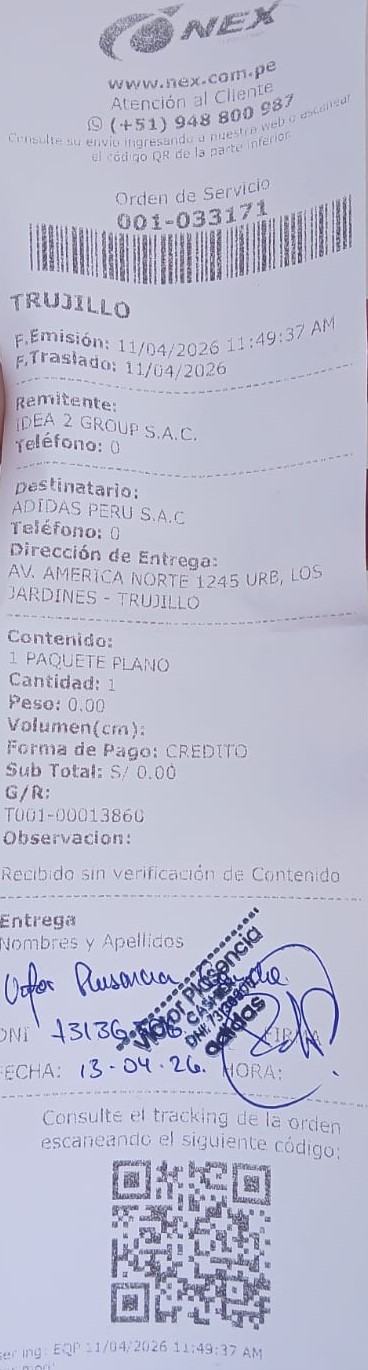 NEX
www.nex.com.pe
Atención al Cliente
(+51) 948 800 987
Consulte su envío ingresando a nuestra web o escanear
el código QR de la parte inferior
Orden de Servicio
001-033171
TRUJILLO
F.Emisión: 11/04/2026 11:49:37 AM
F.Traslado: 11/04/2026
Remitente:
IDEA 2 GROUP S.A.C.
Teléfono: 0
Destinatario:
ADIDAS PERU S.A.C
Teléfono: 0
Dirección de Entrega:
AV. AMERICA NORTE 1245 URB, LOS
JARDINES - TRUJILLO
Contenido:
1 PAQUETE PLANO
Cantidad: 1
Peso: 0.00
Volumen(cm):
Forma de Pago: CREDITO
Sub Total: S/ 0.00
G/R:
T001-00013860
Observacion:
Recibido sin verificación de Contenido
Entrega
Nombres y Apellidos
Plasencia
Victor Plasencia
DNI
adidas
FIRMA
FECHA: 13-04-26. HORA:
Consulte el tracking de la orden
escaneando el siguiente código:
ser ing: EQP 11/04/2026 11:49:37 AM